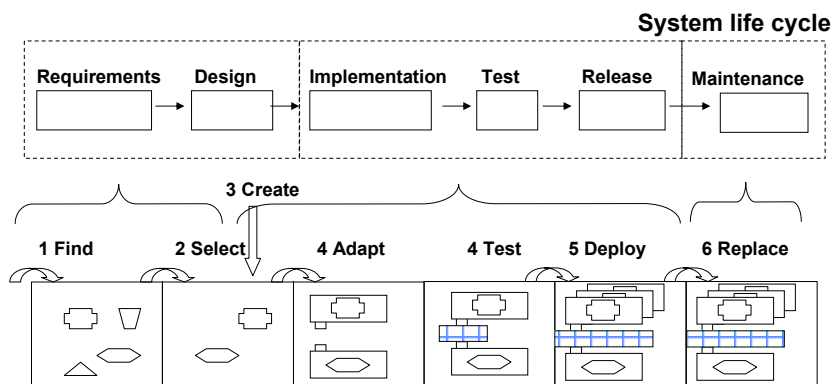 System life cycle
Requirements Design Implementation Test Release Maintenance
3 Create
1 Find 2 Select 4 Adapt 4 Test 5 Deploy 6 Replace